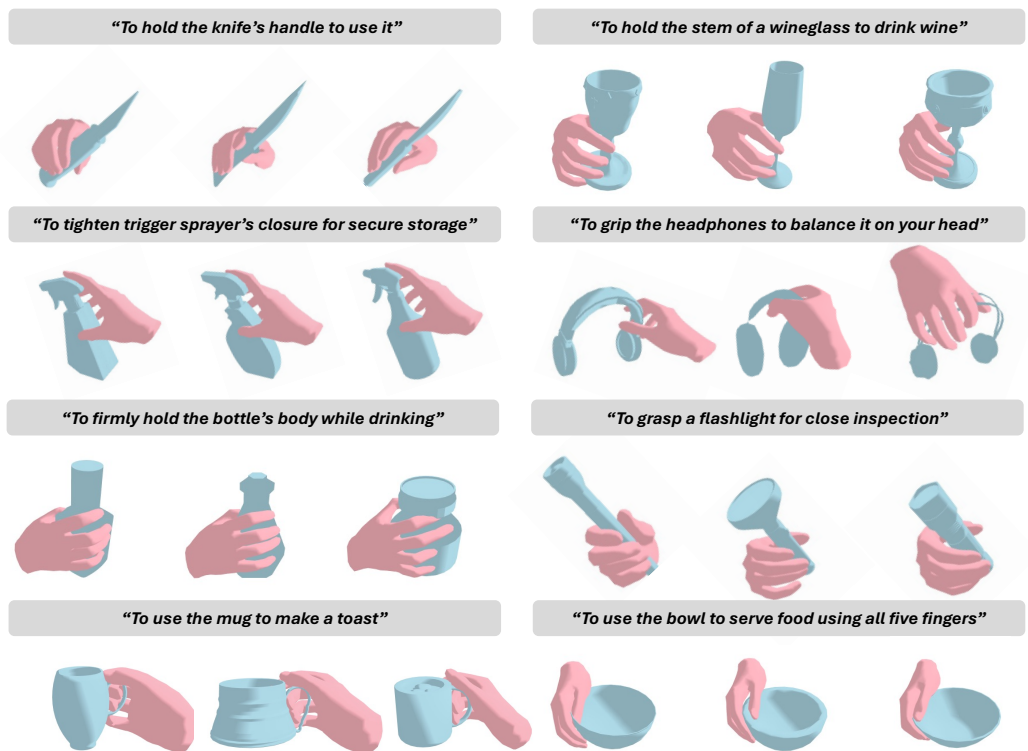 “To hold the knife’s handle to use it”
“To hold the stem of a wineglass to drink wine”
“To tighten trigger sprayer’s closure for secure storage”
“To grip the headphones to balance it on your head”
“To firmly hold the bottle’s body while drinking”
“To grasp a flashlight for close inspection”
“To use the mug to make a toast”
“To use the bowl to serve food using all five fingers”